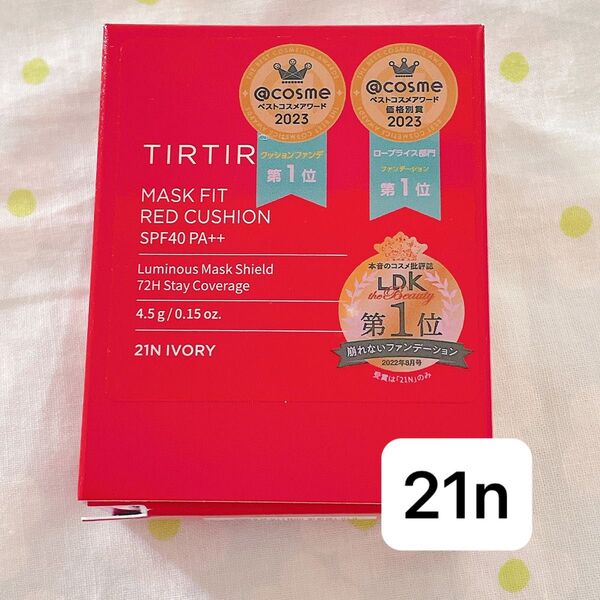 @cosme
ベストコスメアワード
2023
クッションファンデ
第1位
@cosme
ベストコスメアワード
価格別賞
2023
ロープライス部門
ファンデーション
第1位
TIRTIR
MASK FIT
RED CUSHION
SPF40 PA++
Luminous Mask Shield
72H Stay Coverage
4.5 g / 0.15 oz.
21N IVORY
本音のコスメ批評誌
LDK
the Beauty
第1位
崩れないファンデーション
2022年8月号
受賞は「21N」のみ
21n